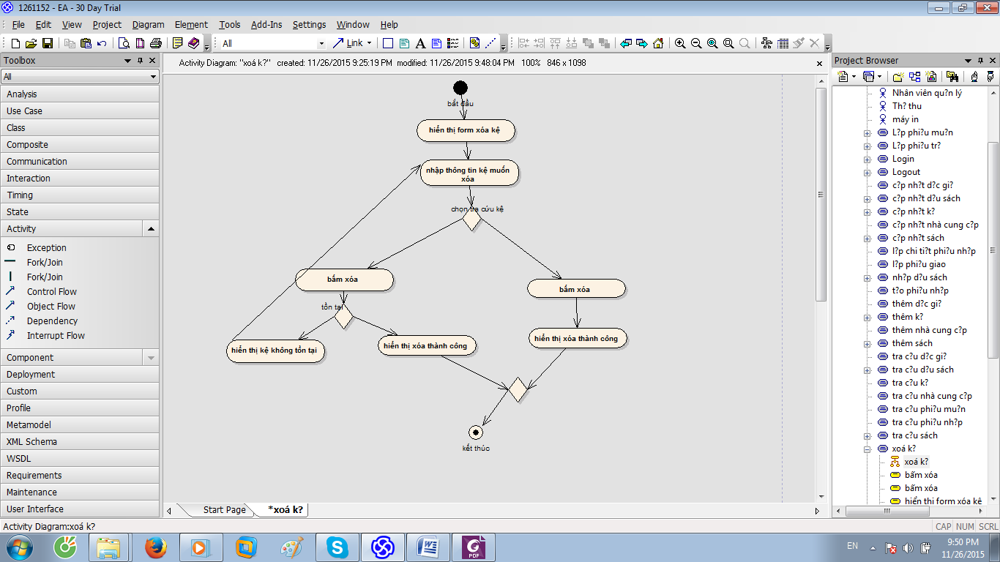 1261152 - EA - 30 Day Trial
File Edit View Project Diagram Element Tools Add-Ins Settings Window Help
All
Link
Toolbox
All
Analysis
Use Case
Class
Composite
Communication
Interaction
Timing
State
Activity
Exception
Fork/Join
Fork/Join
Control Flow
Object Flow
Dependency
Interrupt Flow
Component
Deployment
Custom
Profile
Metamodel
XML Schema
WSDL
Requirements
Maintenance
User Interface
Activity Diagram: "xoá k?" created: 11/26/2015 9:25:19 PM modified: 11/26/2015 9:48:04 PM 100% 846 x 1098
bắt đầu
hiển thị form xóa kệ
nhập thông tin kệ muốn
xóa
chọn tra cứu kệ
bấm xóa
bấm xóa
tồn tại
hiển thị kệ không tồn tại
hiển thị xóa thành công
hiển thị xóa thành công
kết thúc
Start Page
*xoá k?
Project Browser
Nhân viên qu?n lý
Th? thu
máy in
L?p phi?u mu?n
L?p phi?u tr?
Login
Logout
c?p nh?t d?c gi?
c?p nh?t d?u sách
c?p nh?t k?
c?p nh?t nhà cung c?p
c?p nh?t sách
l?p chi ti?t phi?u nh?p
l?p phi?u giao
nh?p d?u sách
t?o phi?u nh?p
thêm d?c gi?
thêm k?
thêm nhà cung c?p
thêm sách
tra c?u d?c gi?
tra c?u d?u sách
tra c?u k?
tra c?u nhà cung c?p
tra c?u phi?u mu?n
tra c?u phi?u nh?p
tra c?u sách
xoá k?
xoá k?
bấm xóa
bấm xóa
hiển thị form xóa kệ
Activity Diagram:xoá k?
CAP NUM SCRL
PDF
EN
9:50 PM
11/26/2015